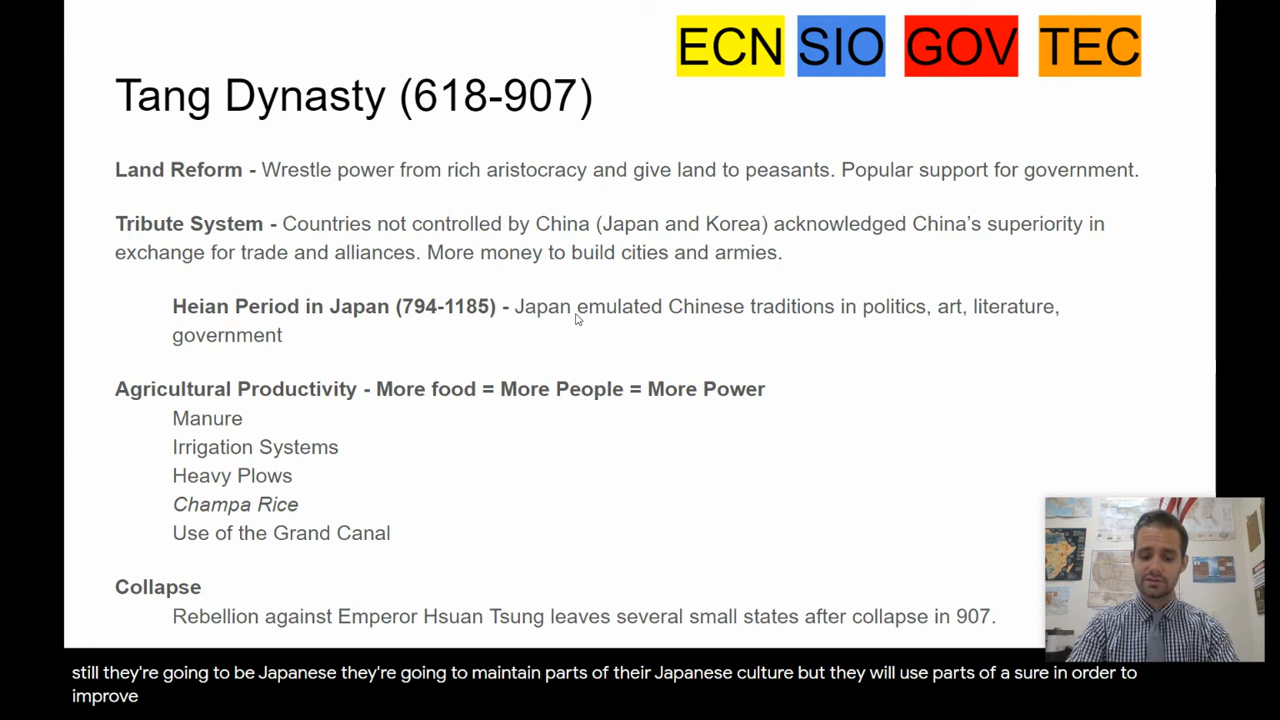 ECN SIO GOV TEC
Tang Dynasty (618-907)
Land Reform - Wrestle power from rich aristocracy and give land to peasants. Popular support for government.
Tribute System - Countries not controlled by China (Japan and Korea) acknowledged China's superiority in
exchange for trade and alliances. More money to build cities and armies.
Heian Period in Japan (794-1185) - Japan emulated Chinese traditions in politics, art, literature,
government
Agricultural Productivity - More food = More People = More Power
Manure
Irrigation Systems
Heavy Plows
Champa Rice
Use of the Grand Canal
Collapse
Rebellion against Emperor Hsuan Tsung leaves several small states after collapse in 907.
still they're going to be Japanese they're going to maintain parts of their Japanese culture but they will use parts of a sure in order to
improve